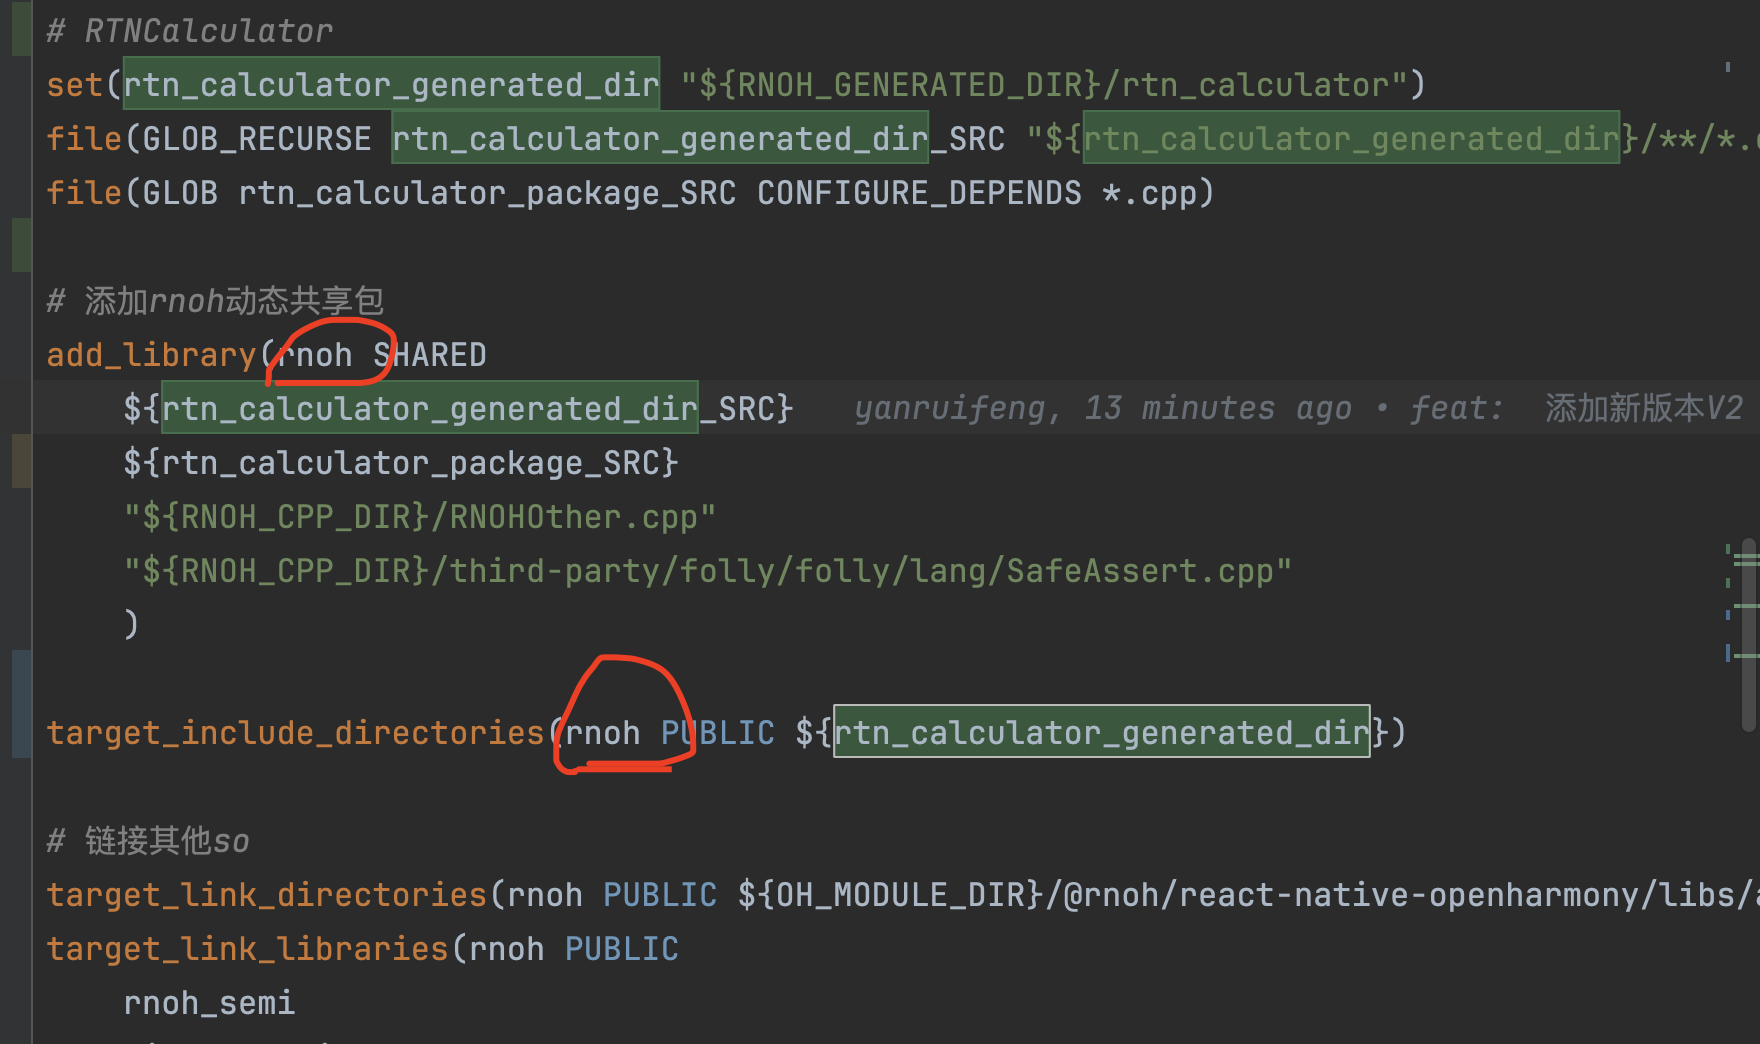 # RTNCalculator
set(rtn_calculator_generated_dir "${RNOH_GENERATED_DIR}/rtn_calculator")
file(GLOB_RECURSE rtn_calculator_generated_dir_SRC "${rtn_calculator_generated_dir}/**/*.
file(GLOB rtn_calculator_package_SRC CONFIGURE_DEPENDS *.cpp)
# 添加rnoh动态共享包
add_library(rnoh SHARED
${rtn_calculator_generated_dir_SRC} yanruifeng, 13 minutes ago • feat: 添加新版本V2
${rtn_calculator_package_SRC}
"${RNOH_CPP_DIR}/RNOHOther.cpp"
"${RNOH_CPP_DIR}/third-party/folly/folly/lang/SafeAssert.cpp"
)
target_include_directories(rnoh PUBLIC ${rtn_calculator_generated_dir})
# 链接其他so
target_link_directories(rnoh PUBLIC ${OH_MODULE_DIR}/@rnoh/react-native-openharmony/libs/
target_link_libraries(rnoh PUBLIC
rnoh_semi